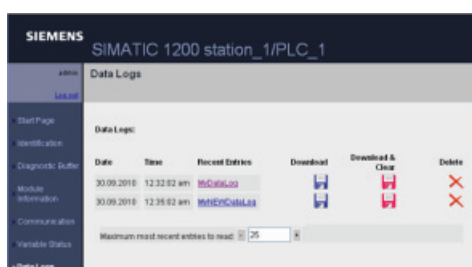 SIEMENS
SIMATIC 1200 station_1/PLC_1
admin
Log out
Data Logs
Start Page
Identification
Diagnostic Buffer
Module
Information
Communication
Variable Status
Data Logs
Data Logs:
Date Time Recent Entries Download Download & Clear Delete
30.09.2010 12:32:02 am MyDataLog
30.09.2010 12:35:02 am MyNEWDataLog
Maximum most recent entries to read: 25